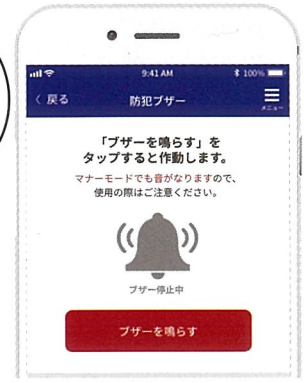 9:41 AM
100%
戻る
防犯ブザー
メニュー
「ブザーを鳴らす」を
タップすると作動します。
マナーモードでも音がなりますので、
使用の際はご注意ください。
ブザー停止中
ブザーを鳴らす